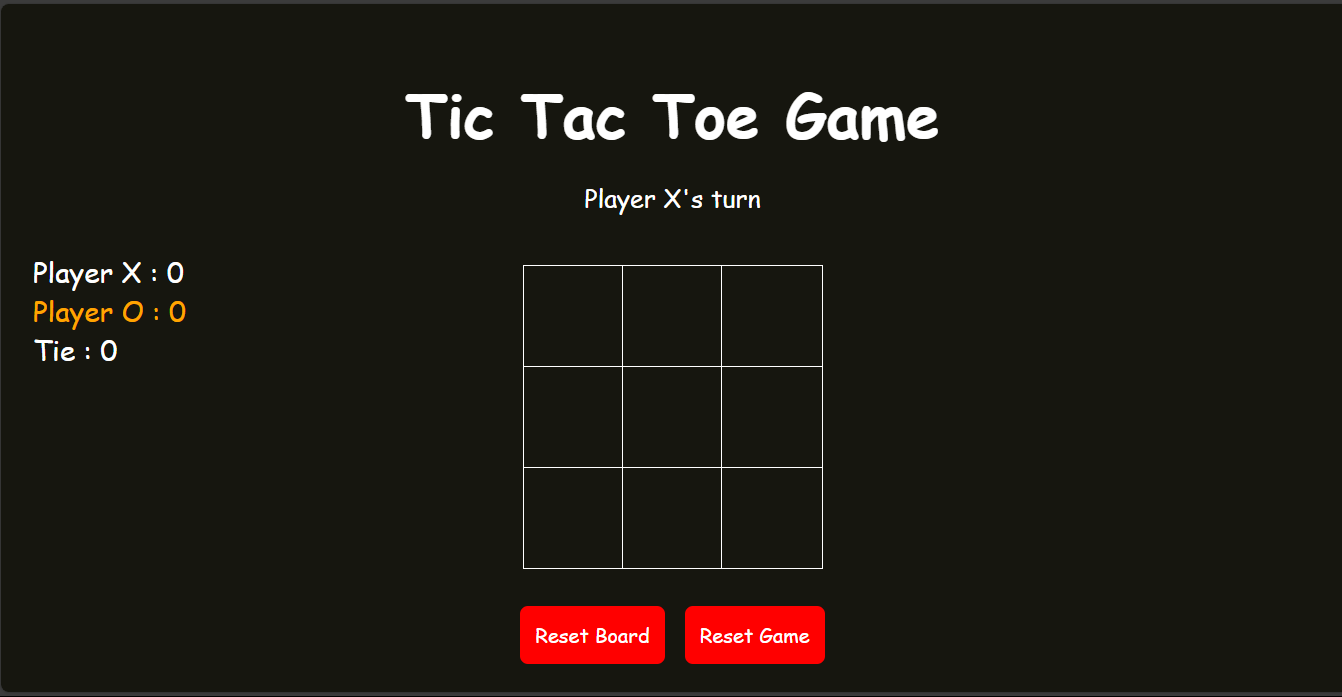 Tic Tac Toe Game
Player X's turn
Player X : 0
Player O : 0
Tie : 0
Reset Board
Reset Game